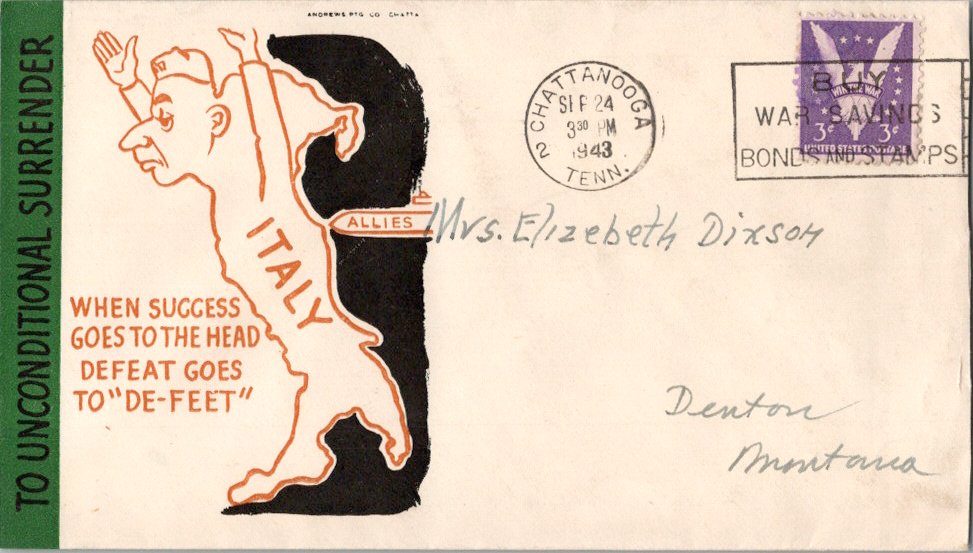 ANDREWS PTG CO CHATTA
TO UNCONDITIONAL SURRENDER
ITALY
ALLIES
WHEN SUCCESS
GOES TO THE HEAD
DEFEAT GOES
TO "DE-FEET"
CHATTANOOGA
SEP 24
3 30 PM
1943
2
TENN.
BUY
WAR SAVINGS
BONDS AND STAMPS
WIN THE WAR
3¢ 3¢
UNITED STATES POSTAGE
Mrs. Elizebeth Dixson
Denton
Montana